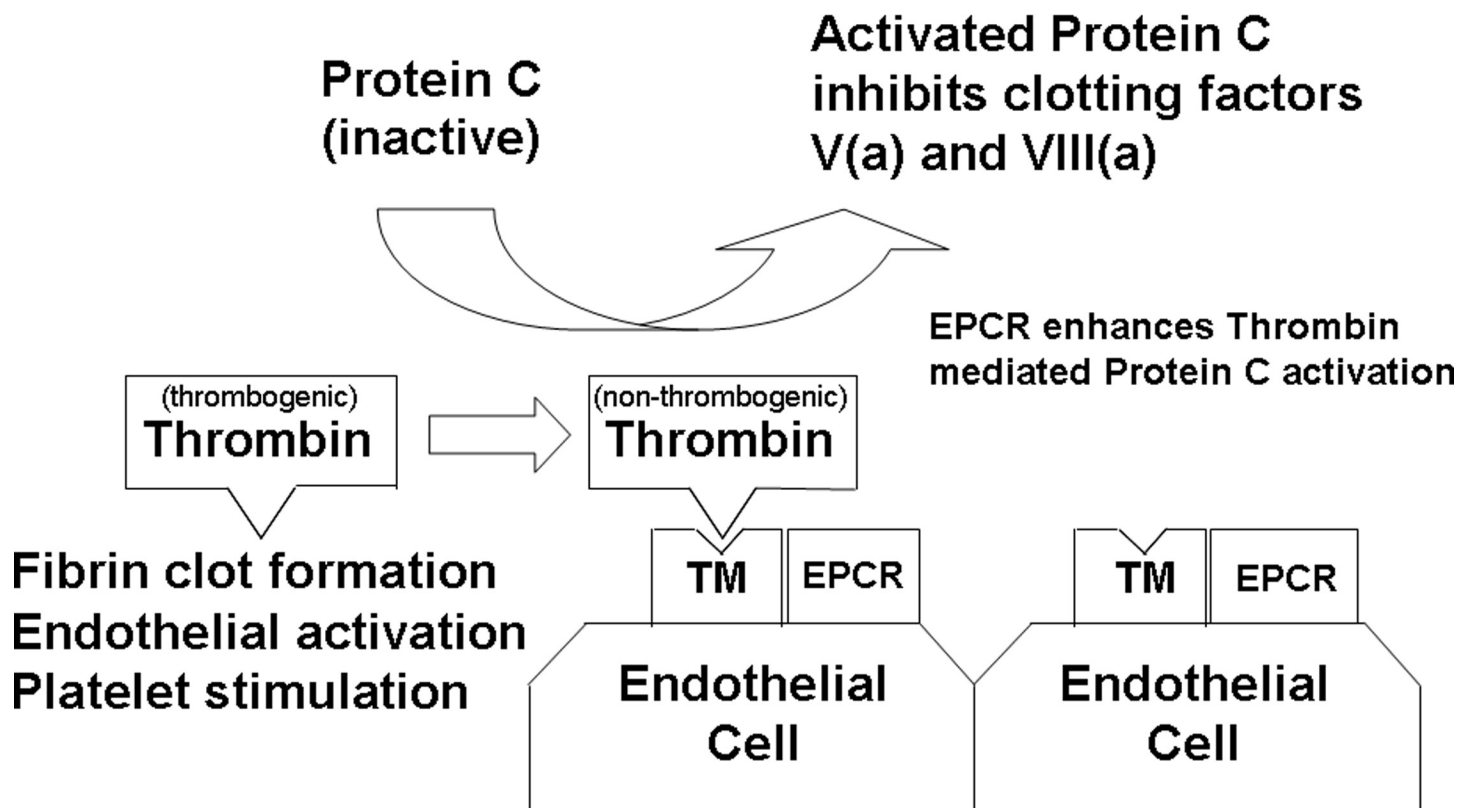 Protein C
(inactive)
Activated Protein C
inhibits clotting factors
V(a) and VIII(a)
EPCR enhances Thrombin
mediated Protein C activation
(thrombogenic)
Thrombin
(non-thrombogenic)
Thrombin
Fibrin clot formation
Endothelial activation
Platelet stimulation
TM
EPCR
TM
EPCR
Endothelial
Cell
Endothelial
Cell